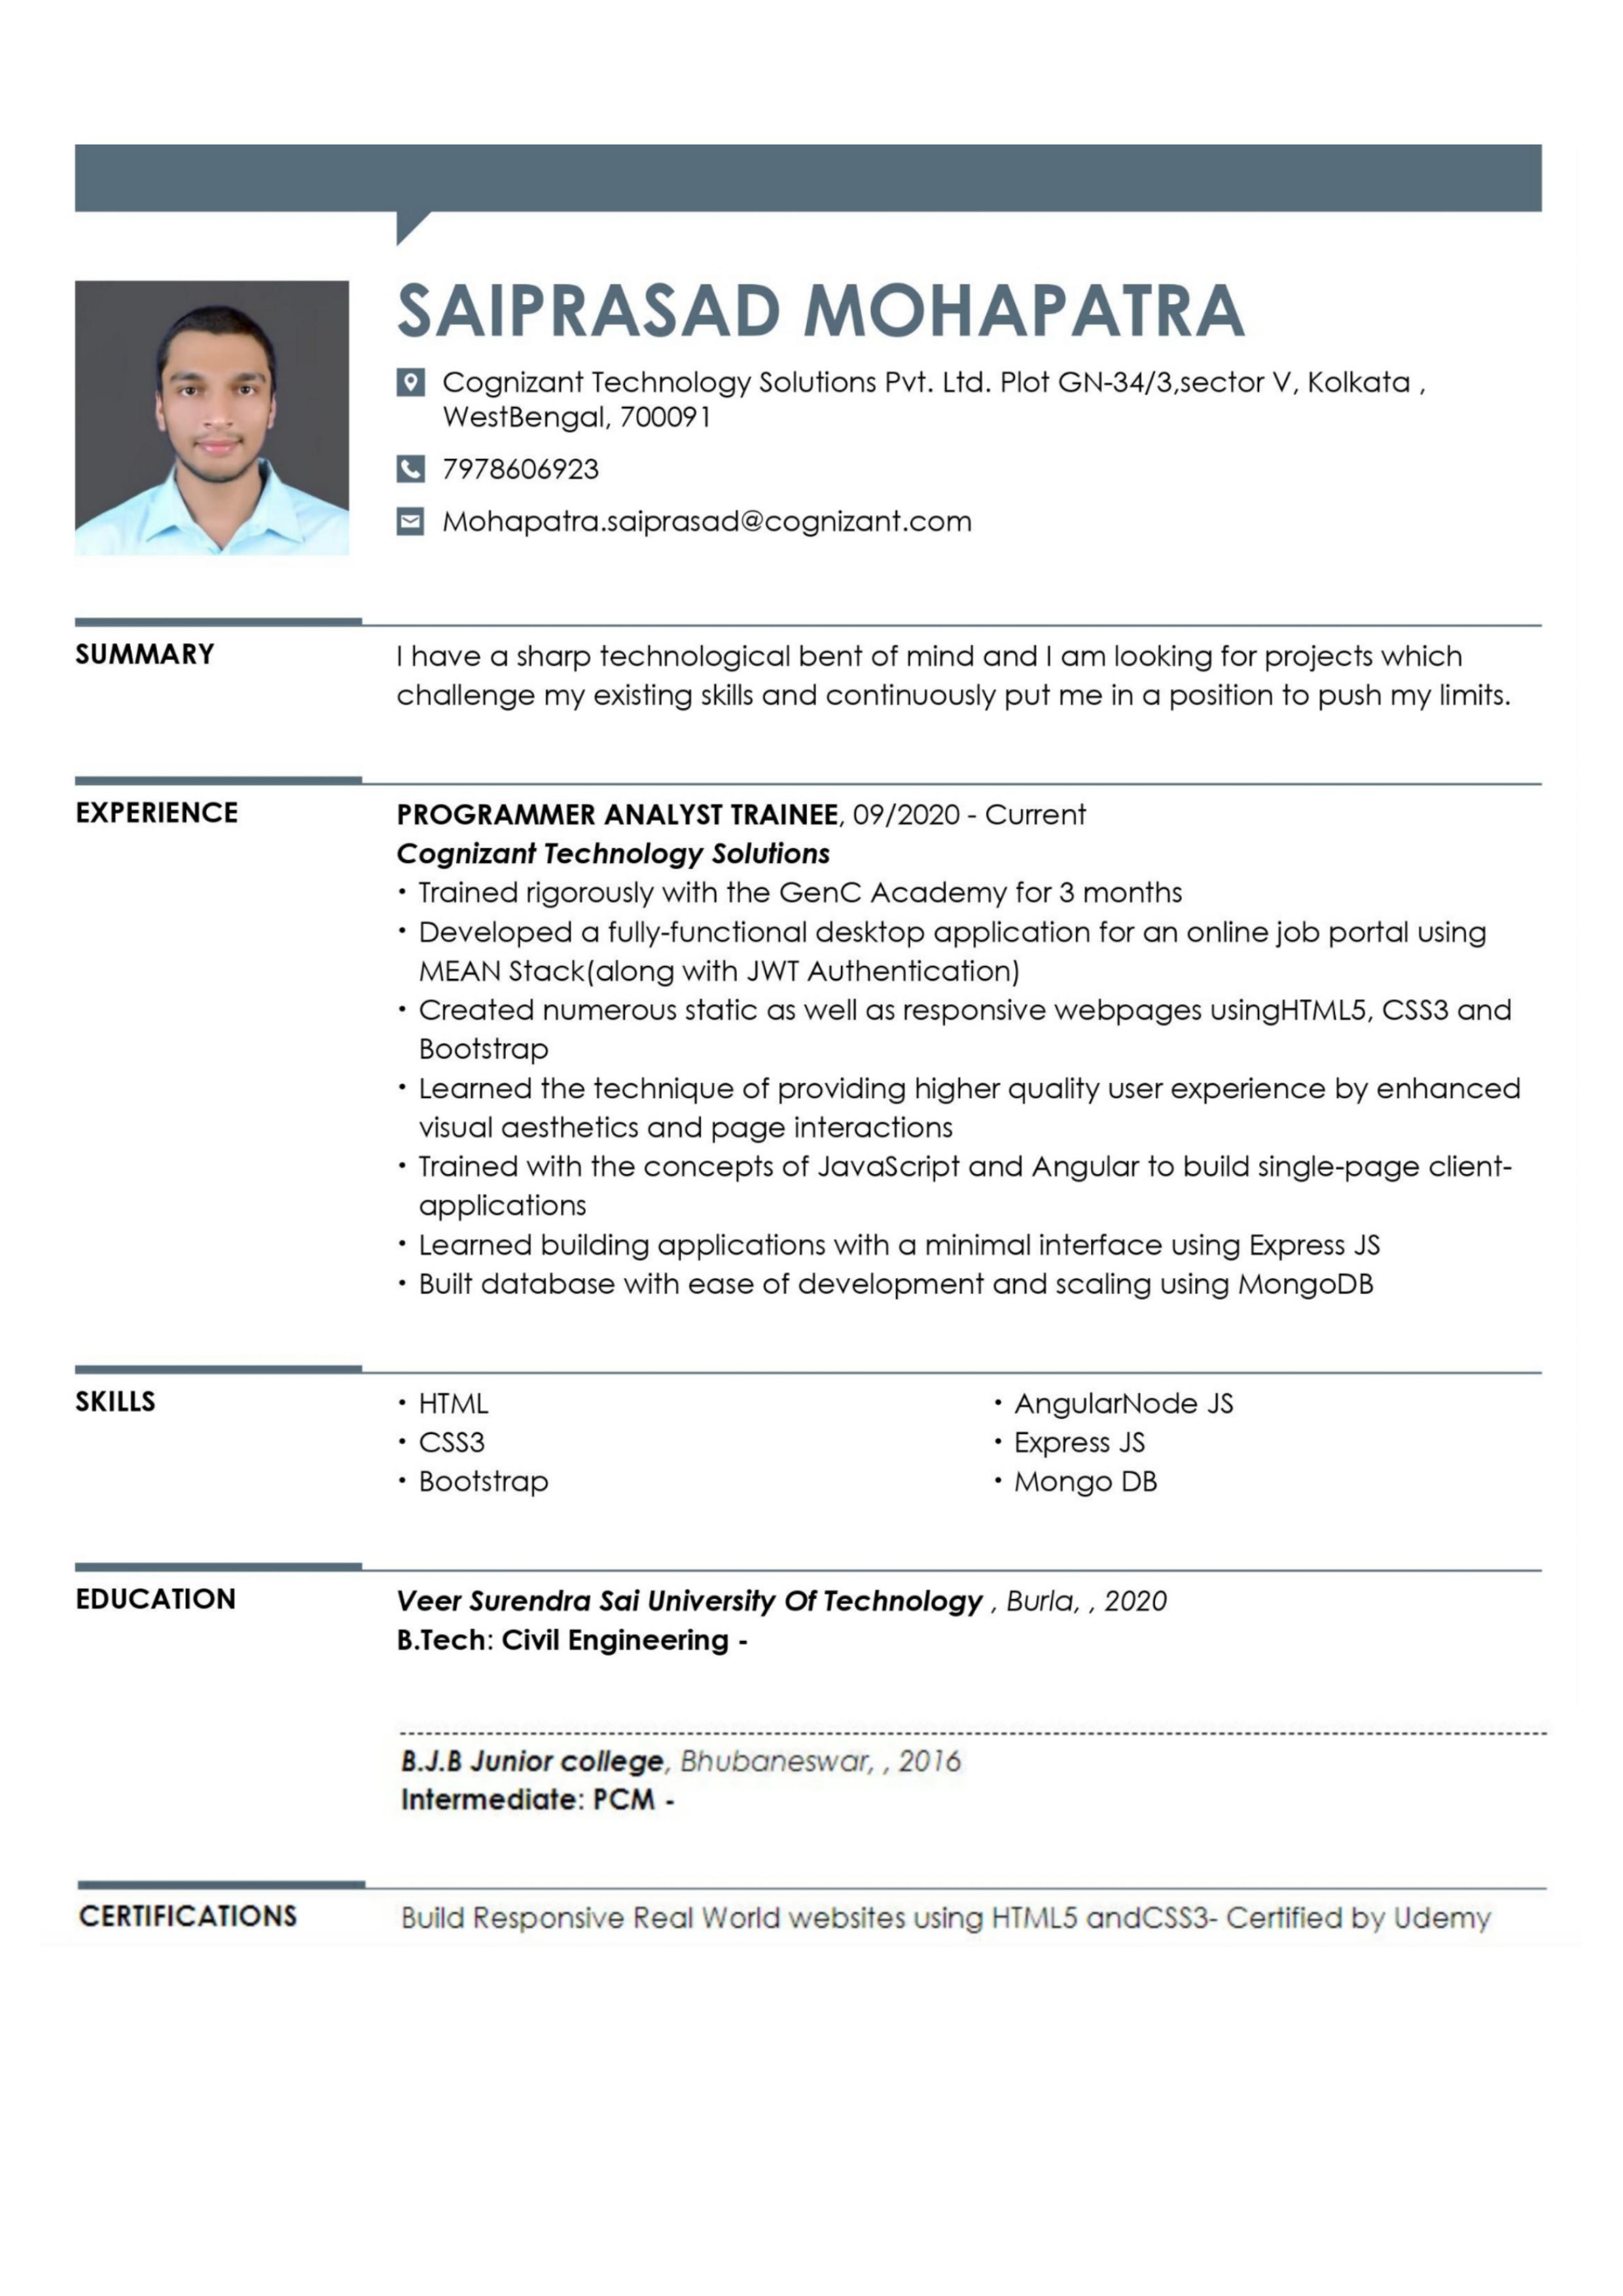 SAIPRASAD MOHAPATRA
Cognizant Technology Solutions Pvt. Ltd. Plot GN-34/3,sector V, Kolkata ,
WestBengal, 700091
7978606923
Mohapatra.saiprasad@cognizant.com
SUMMARY
I have a sharp technological bent of mind and I am looking for projects which
challenge my existing skills and continuously put me in a position to push my limits.
EXPERIENCE
PROGRAMMER ANALYST TRAINEE, 09/2020 - Current
Cognizant Technology Solutions
• Trained rigorously with the GenC Academy for 3 months
• Developed a fully-functional desktop application for an online job portal using
MEAN Stack(along with JWT Authentication)
• Created numerous static as well as responsive webpages usingHTML5, CSS3 and
Bootstrap
• Learned the technique of providing higher quality user experience by enhanced
visual aesthetics and page interactions
• Trained with the concepts of JavaScript and Angular to build single-page client-
applications
• Learned building applications with a minimal interface using Express JS
• Built database with ease of development and scaling using MongoDB
SKILLS
• HTML
• CSS3
• Bootstrap
• AngularNode JS
• Express JS
• Mongo DB
EDUCATION
Veer Surendra Sai University Of Technology , Burla, , 2020
B.Tech: Civil Engineering -
B.J.B Junior college, Bhubaneswar, , 2016
Intermediate: PCM -
CERTIFICATIONS
Build Responsive Real World websites using HTML5 andCSS3- Certified by Udemy